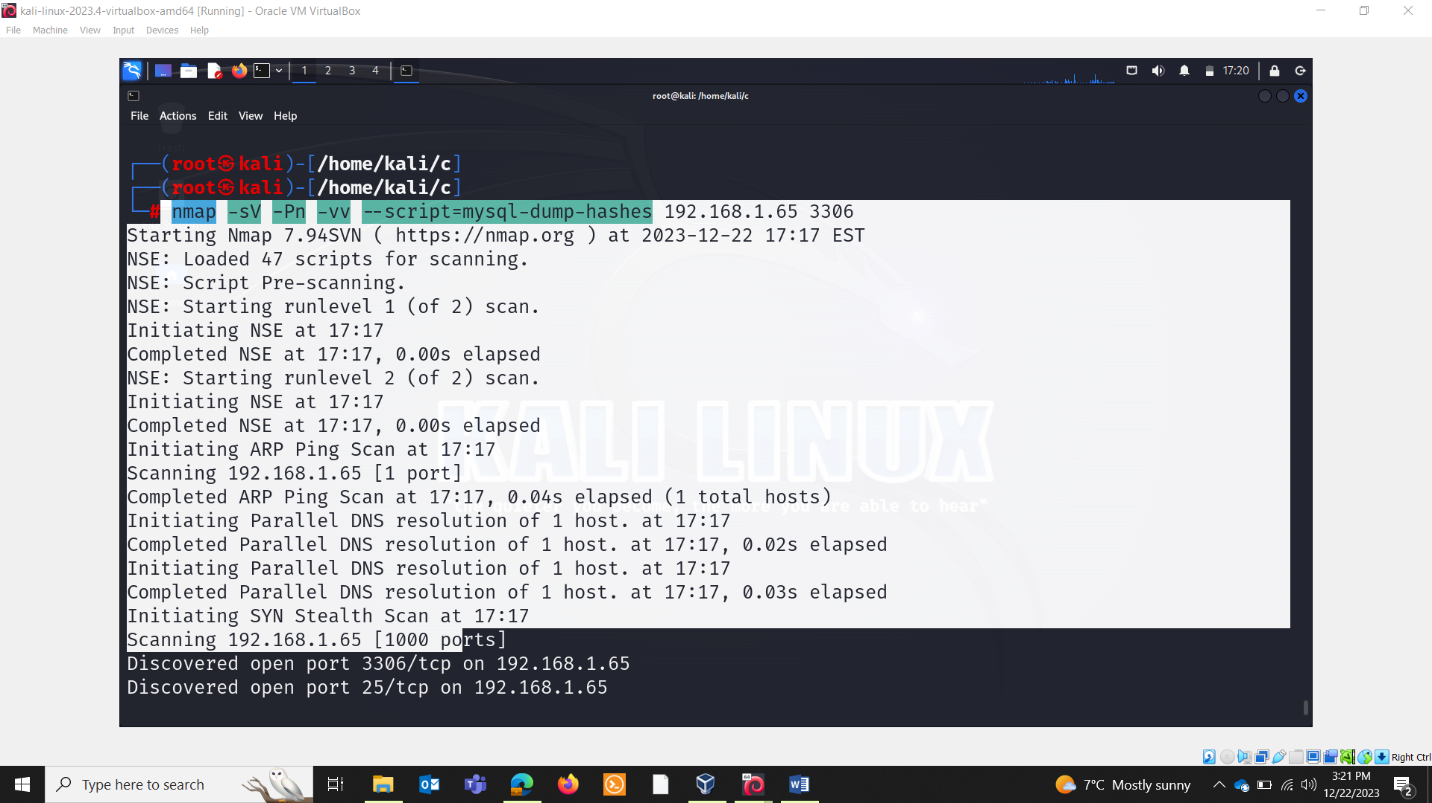 kali-linux-2023.4-virtualbox-amd64 [Running] - Oracle VM VirtualBox
File Machine View Input Devices Help
1 2 3 4
17:20
root@kali: /home/kali/c
File Actions Edit View Help
┌──(root㉿kali)-[/home/kali/c]
┌──(root㉿kali)-[/home/kali/c]
└─# nmap -sV -Pn -vv --script=mysql-dump-hashes 192.168.1.65 3306
Starting Nmap 7.94SVN ( https://nmap.org ) at 2023-12-22 17:17 EST
NSE: Loaded 47 scripts for scanning.
NSE: Script Pre-scanning.
NSE: Starting runlevel 1 (of 2) scan.
Initiating NSE at 17:17
Completed NSE at 17:17, 0.00s elapsed
NSE: Starting runlevel 2 (of 2) scan.
Initiating NSE at 17:17
Completed NSE at 17:17, 0.00s elapsed
Initiating ARP Ping Scan at 17:17
Scanning 192.168.1.65 [1 port]
Completed ARP Ping Scan at 17:17, 0.04s elapsed (1 total hosts)
Initiating Parallel DNS resolution of 1 host. at 17:17
Completed Parallel DNS resolution of 1 host. at 17:17, 0.02s elapsed
Initiating Parallel DNS resolution of 1 host. at 17:17
Completed Parallel DNS resolution of 1 host. at 17:17, 0.03s elapsed
Initiating SYN Stealth Scan at 17:17
Scanning 192.168.1.65 [1000 ports]
Discovered open port 3306/tcp on 192.168.1.65
Discovered open port 25/tcp on 192.168.1.65
KALI LINUX
the more you are able to hear"
Right Ctrl
Type here to search
7°C Mostly sunny
3:21 PM
12/22/2023
2